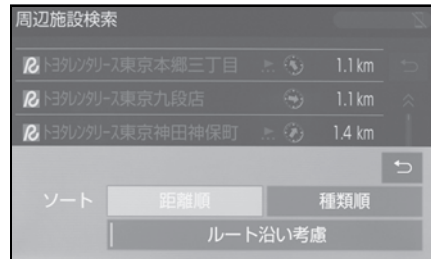 周辺施設検索
トヨタレンタリース東京本郷三丁目 1.1 km
トヨタレンタリース東京九段店 1.1 km
トヨタレンタリース東京神田神保町 1.4 km
ソート 距離順 種類順
ルート沿い考慮